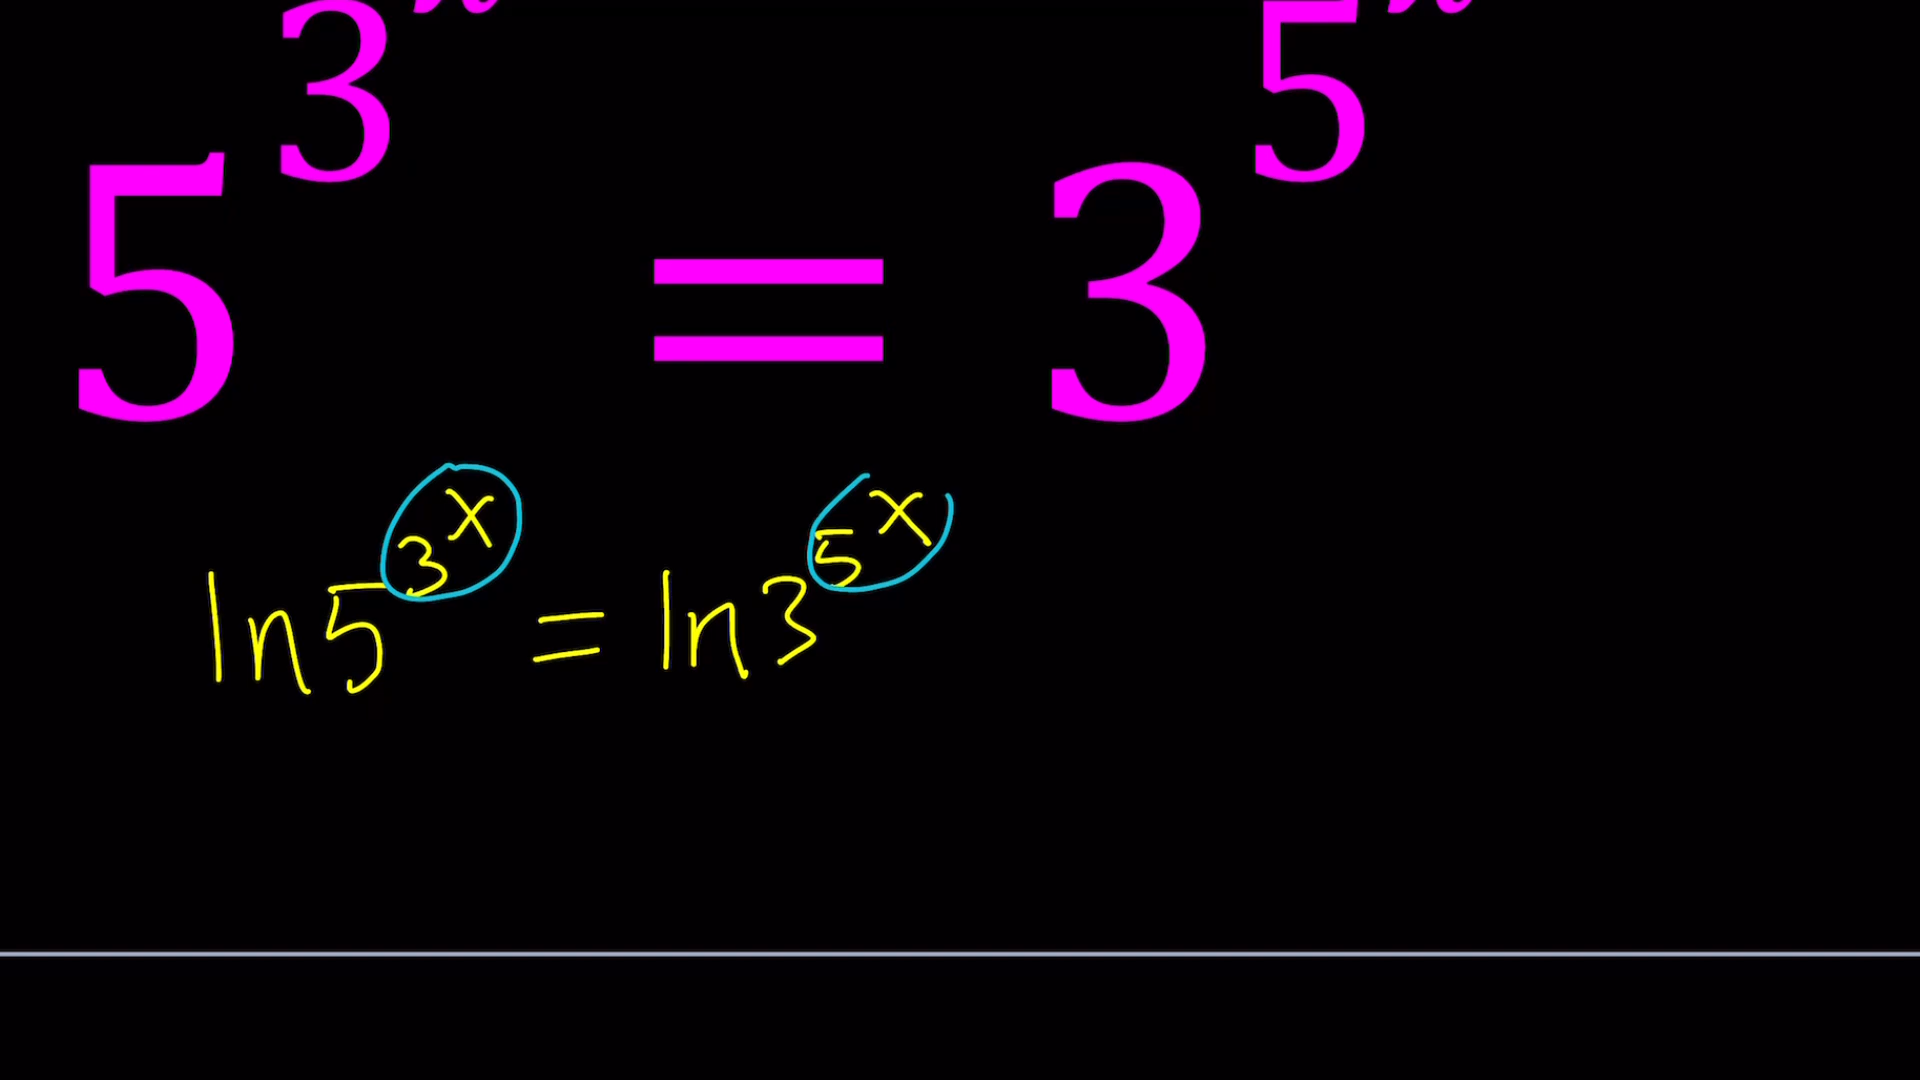 5^3^x = 3^5^x
ln5^3^x = ln3^5^x